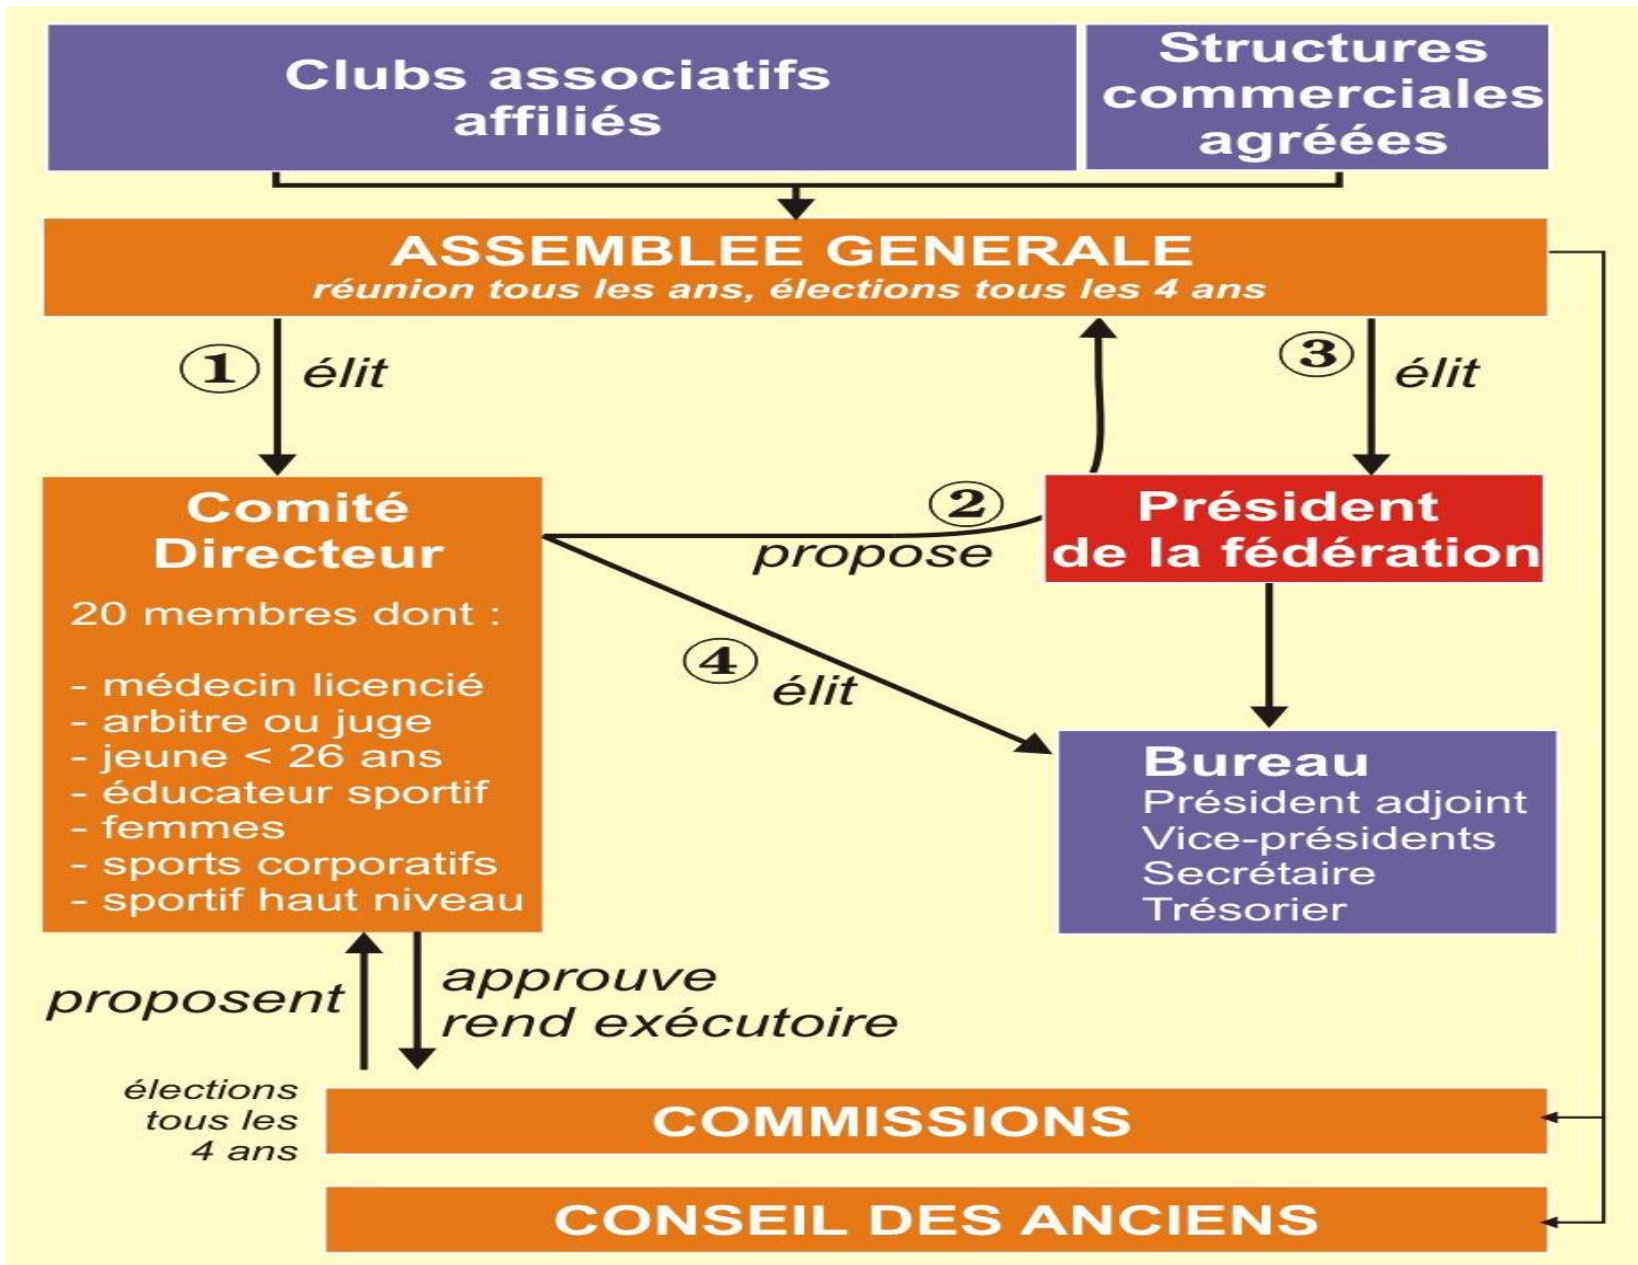 Clubs associatifs
affiliés
Structures
commerciales
agréées
ASSEMBLEE GENERALE
réunion tous les ans, élections tous les 4 ans
1
élit
3
élit
Comité
Directeur
20 membres dont :
- médecin licencié
- arbitre ou juge
- jeune < 26 ans
- éducateur sportif
- femmes
- sports corporatifs
- sportif haut niveau
2
propose
Président
de la fédération
4
élit
Bureau
Président adjoint
Vice-présidents
Secrétaire
Trésorier
proposent
approuve
rend exécutoire
élections
tous les
4 ans
COMMISSIONS
CONSEIL DES ANCIENS